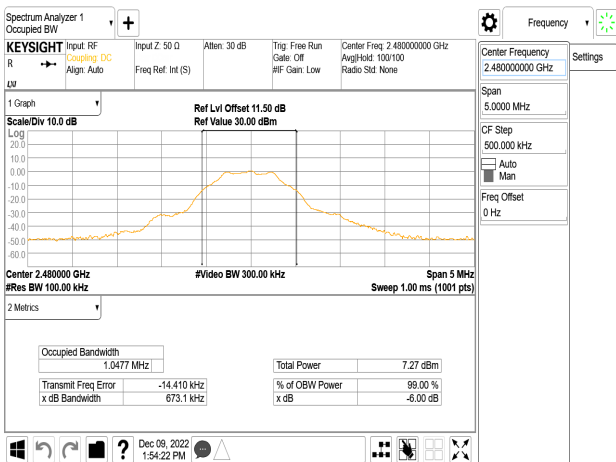 Spectrum Analyzer 1
Occupied BW
Frequency
KEYSIGHT
R
Input: RF
Coupling: DC
Align: Auto
Input Z: 50 Ω
Freq Ref: Int (S)
Atten: 30 dB
Trig: Free Run
Gate: Off
#IF Gain: Low
Center Freq: 2.480000000 GHz
Avg|Hold: 100/100
Radio Std: None
Center Frequency
2.480000000 GHz
Settings
Span
5.0000 MHz
CF Step
500.000 kHz
Auto
Man
Freq Offset
0 Hz
1 Graph
Scale/Div 10.0 dB
Ref Lvl Offset 11.50 dB
Ref Value 30.00 dBm
Log
20.0
10.0
0.00
-10.0
-20.0
-30.0
-40.0
-50.0
-60.0
Center 2.480000 GHz
#Res BW 100.00 kHz
#Video BW 300.00 kHz
Span 5 MHz
Sweep 1.00 ms (1001 pts)
2 Metrics
Occupied Bandwidth
1.0477 MHz
Total Power 7.27 dBm
Transmit Freq Error -14.410 kHz
% of OBW Power 99.00 %
x dB Bandwidth 673.1 kHz
x dB -6.00 dB
?
Dec 09, 2022
1:54:22 PM